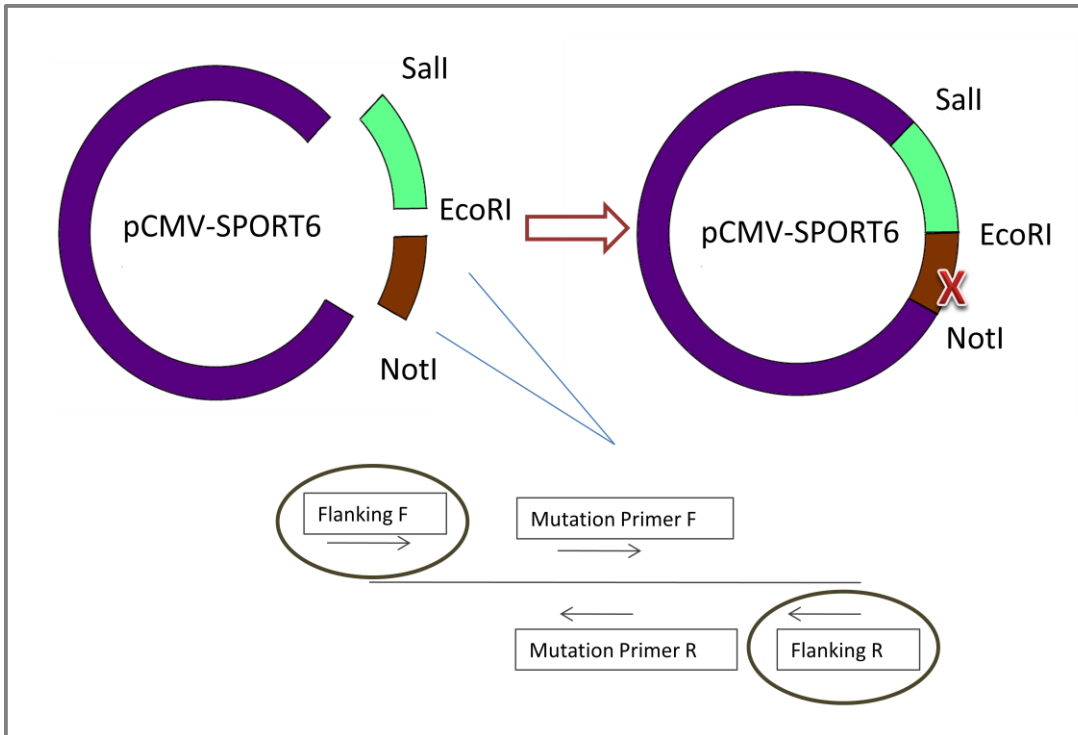 SalI
pCMV-SPORT6
EcoRI
NotI
SalI
pCMV-SPORT6
EcoRI
X
NotI
Flanking F
Mutation Primer F
Mutation Primer R
Flanking R